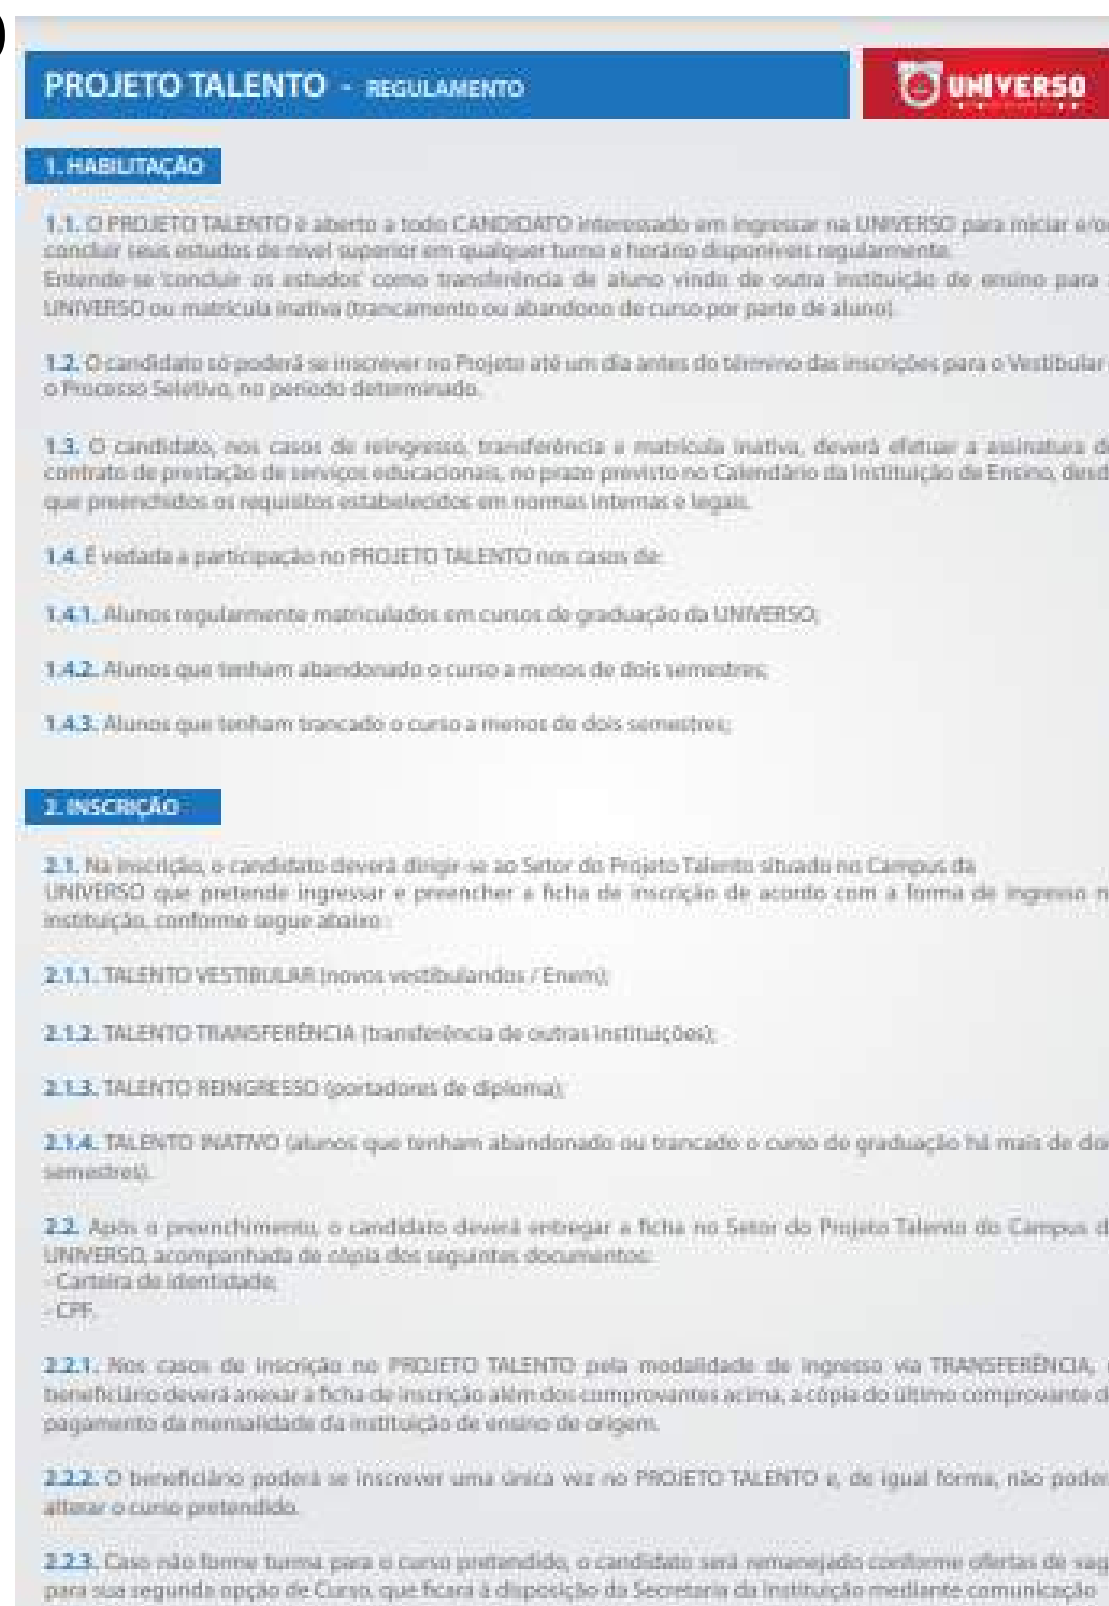 PROJETO TALENTO - REGULAMENTO
UNIVERSO
1. HABILITAÇÃO
1.1. O PROJETO TALENTO é aberto a todo CANDIDATO interessado em ingressar na UNIVERSO para iniciar e/ou
concluir seus estudos de nível superior em qualquer turno e horário disponíveis regularmente.
Entende-se 'concluir os estudos' como transferência de aluno vindo de outra instituição de ensino para
UNIVERSO ou matrícula inativa (trancamento ou abandono de curso por parte de aluno).
1.2. O candidato só poderá se inscrever no Projeto até um dia antes do término das inscrições para o Vestibular
o Processo Seletivo, no período determinado.
1.3. O candidato, nos casos de reingresso, transferência e matrícula inativa, deverá efetuar a assinatura d
contrato de prestação de serviços educacionais, no prazo previsto no Calendário da Instituição de Ensino, desd
que preenchidos os requisitos estabelecidos em normas internas e legais.
1.4. É vedada a participação no PROJETO TALENTO nos casos de:
1.4.1. Alunos regularmente matriculados em cursos de graduação da UNIVERSO;
1.4.2. Alunos que tenham abandonado o curso a menos de dois semestres;
1.4.3. Alunos que tenham trancado o curso a menos de dois semestres;
2. INSCRIÇÃO
2.1. Na inscrição, o candidato deverá dirigir-se ao Setor do Projeto Talento situado no Campus da
UNIVERSO que pretende ingressar e preencher a ficha de inscrição de acordo com a forma de ingresso n
instituição, conforme segue abaixo:
2.1.1. TALENTO VESTIBULAR (novos vestibulandos / Enem);
2.1.2. TALENTO TRANSFERÊNCIA (transferência de outras instituições);
2.1.3. TALENTO REINGRESSO (portadores de diploma);
2.1.4. TALENTO INATIVO (alunos que tenham abandonado ou trancado o curso de graduação há mais de doi
semestres).
2.2. Após o preenchimento, o candidato deverá entregar a ficha no Setor do Projeto Talento do Campus d
UNIVERSO, acompanhada de cópia dos seguintes documentos:
- Carteira de identidade;
- CPF.
2.2.1. Nos casos de inscrição no PROJETO TALENTO pela modalidade de ingresso via TRANSFERÊNCIA,
beneficiário deverá anexar à ficha de inscrição além dos comprovantes acima, a cópia do último comprovante d
pagamento da mensalidade da instituição de ensino de origem.
2.2.2. O beneficiário poderá se inscrever uma única vez no PROJETO TALENTO e, de igual forma, não poder
alterar o curso pretendido.
2.2.3. Caso não forme turma para o curso pretendido, o candidato será remanejado conforme ofertas de vag
para sua segunda opção de Curso, que ficará à disposição da Secretaria da Instituição mediante comunicação